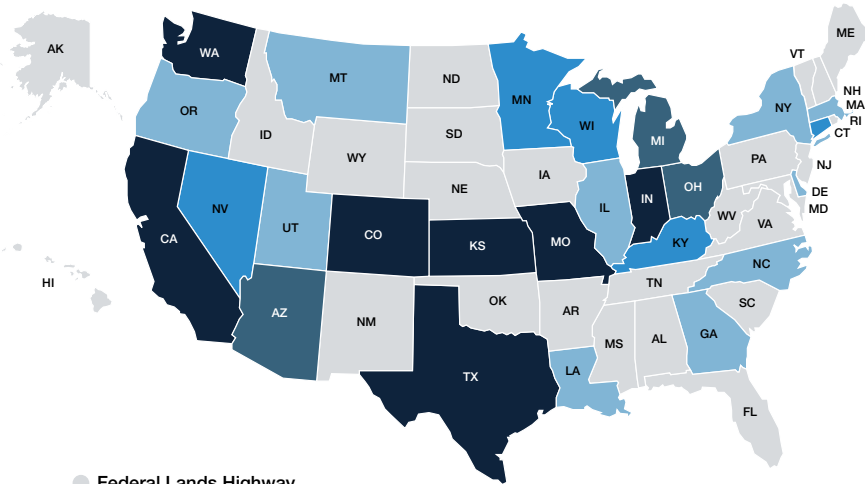 AK
WA
MT
ND
MN
ME
VT
NH
MA
NY
RI
CT
OR
ID
SD
WI
MI
WY
PA
NJ
IA
NE
OH
IN
IL
DE
MD
NV
UT
CO
KS
MO
WV
VA
KY
CA
NC
HI
TN
AZ
NM
OK
AR
SC
MS
AL
GA
LA
TX
FL
Federal Lands Highway